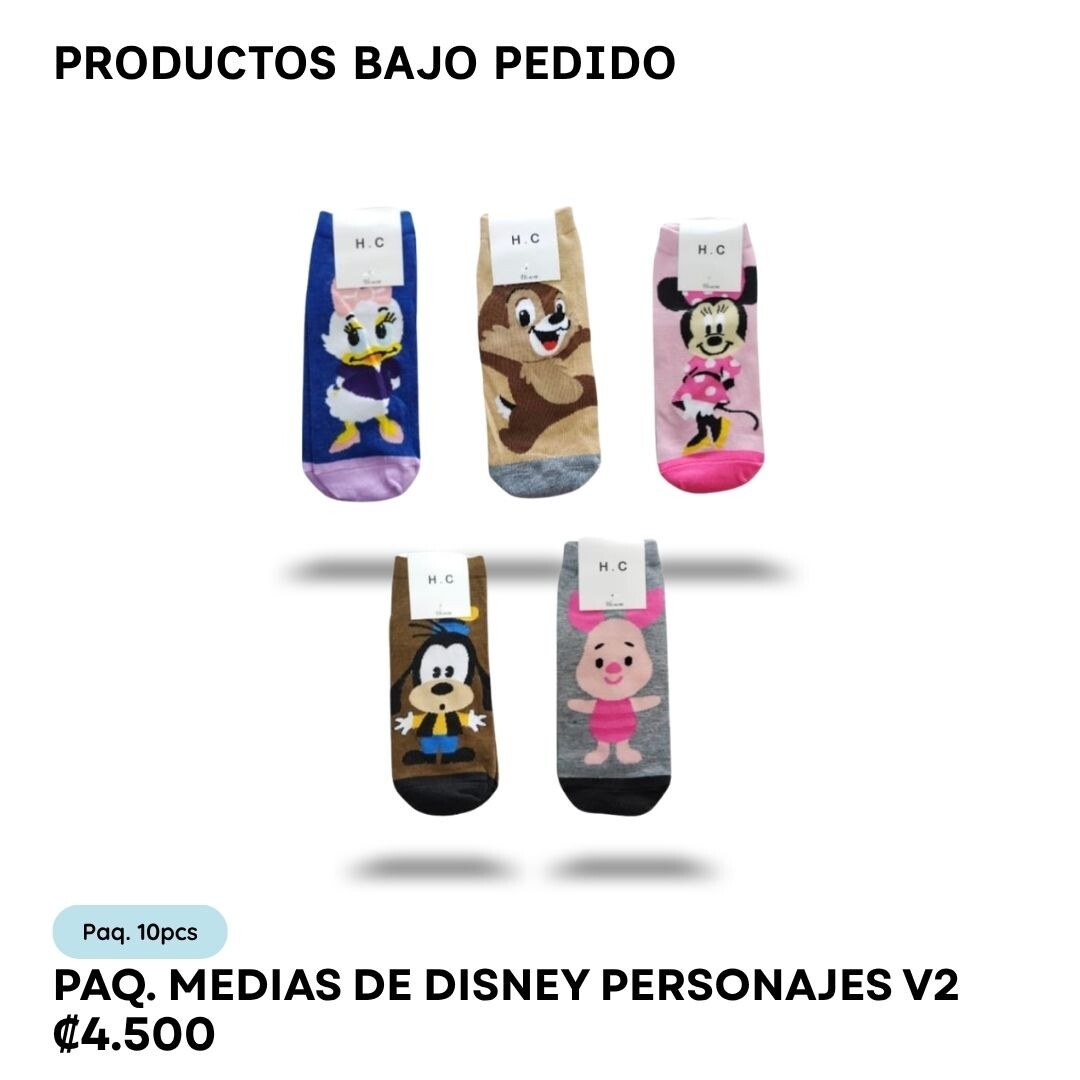 PRODUCTOS BAJO PEDIDO
H.C
H.C
H.C
H.C
H.C
Paq. 10pcs
PAQ. MEDIAS DE DISNEY PERSONAJES V2
₡4.500